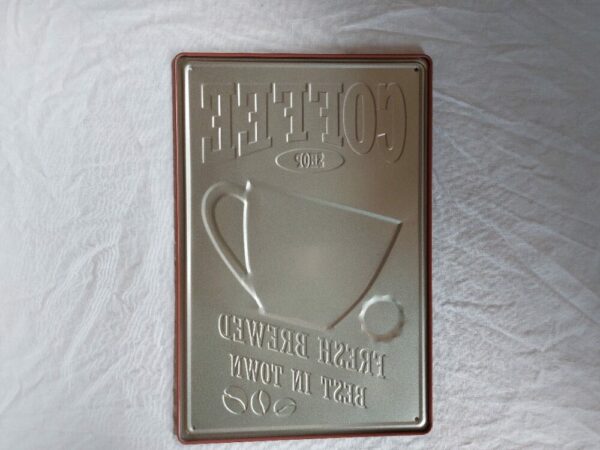 COFFEE
SHOP
FRESH BREWED
BEST IN TOWN